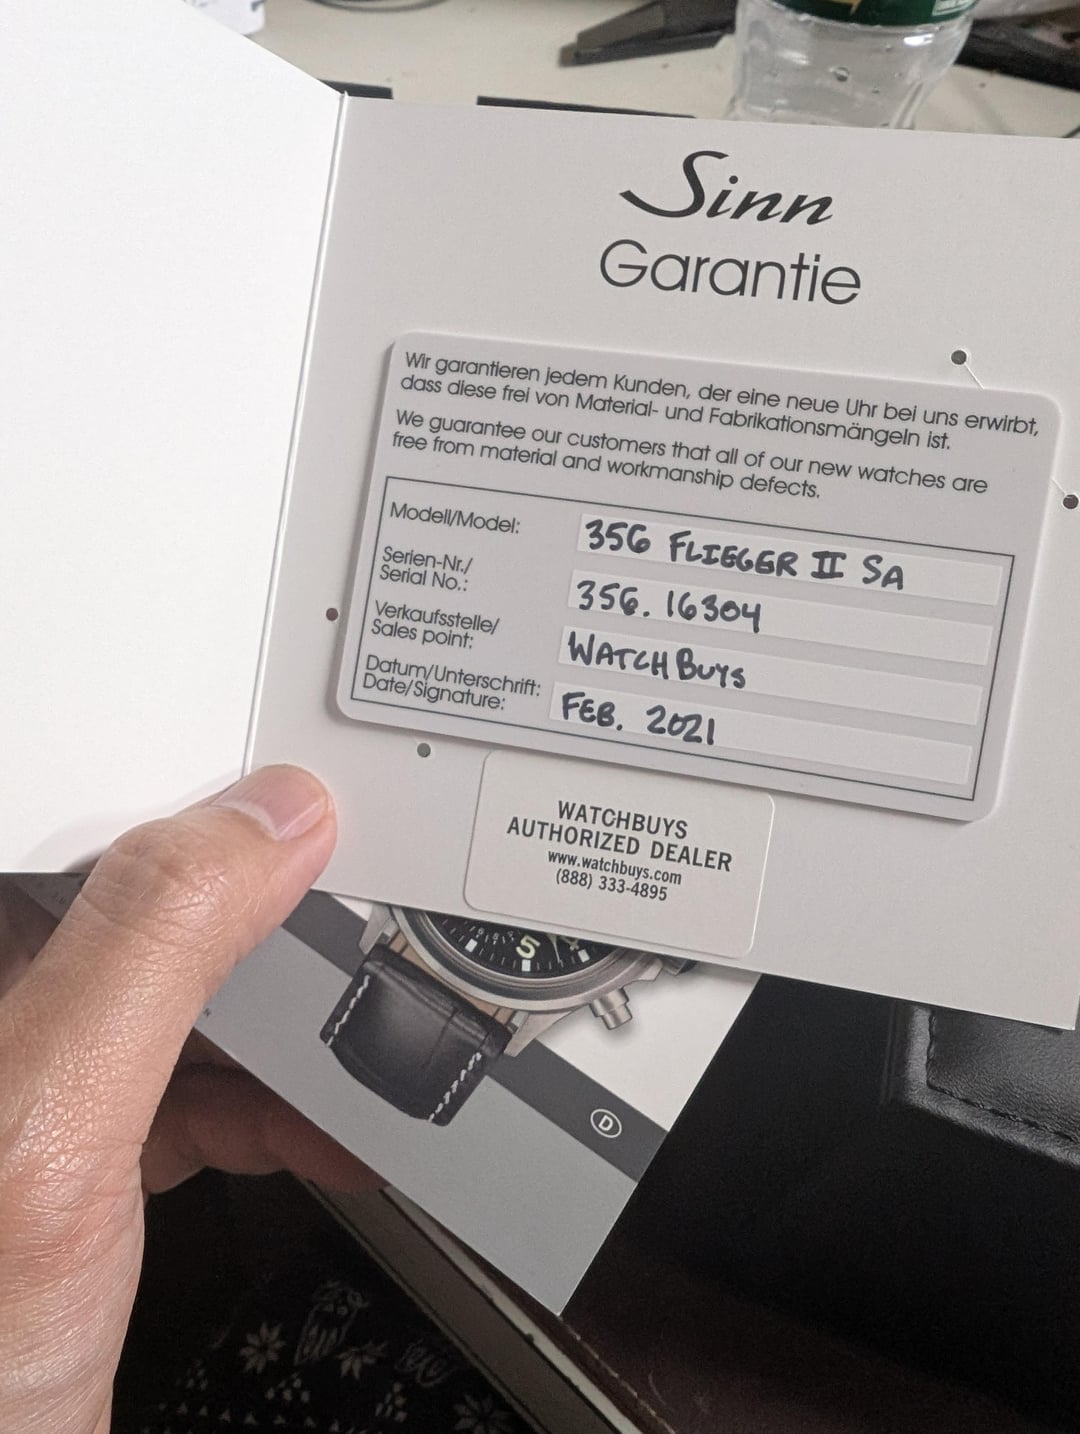 Sinn
Garantie
Wir garantieren jedem Kunden, der eine neue Uhr bei uns erwirbt,
dass diese frei von Material- und Fabrikationsmängeln ist.
We guarantee our customers that all of our new watches are
free from material and workmanship defects.
Modell/Model: 356 FLIEGER II SA
Serien-Nr./
Serial No.: 356. 16304
Verkaufsstelle/
Sales point: WATCHBUYS
Datum/Unterschrift:
Date/Signature: FEB. 2021
WATCHBUYS
AUTHORIZED DEALER
www.watchbuys.com
(888) 333-4895
5
D